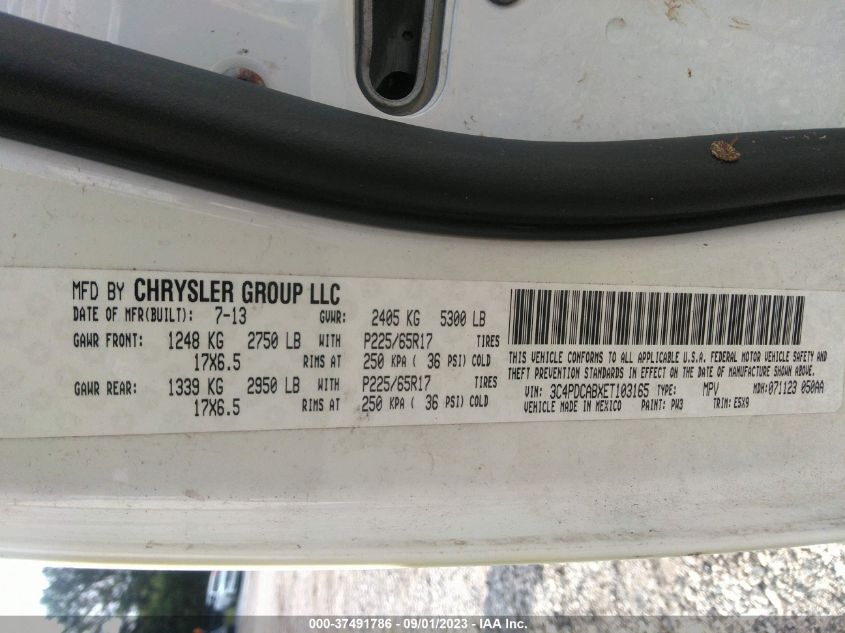 MFD BY CHRYSLER GROUP LLC
DATE OF MFR(BUILT): 7-13 GVWR: 2405 KG 5300 LB
GAWR FRONT: 1248 KG 2750 LB WITH P225/65R17 TIRES
17X6.5 RIMS AT 250 KPA ( 36 PSI) COLD
GAWR REAR: 1339 KG 2950 LB WITH P225/65R17 TIRES
17X6.5 RIMS AT 250 KPA ( 36 PSI) COLD
THIS VEHICLE CONFORMS TO ALL APPLICABLE U.S.A. FEDERAL MOTOR VEHICLE SAFETY AND
THEFT PREVENTION STANDARDS IN EFFECT ON THE DATE OF MANUFACTURE SHOWN ABOVE.
VIN: 3C4PDCABXET103165 TYPE: MPV MDH:071123 050AA
VEHICLE MADE IN MEXICO PAINT: PW3 TRIM: E5X9
000-37491786 - 09/01/2023 - IAA Inc.